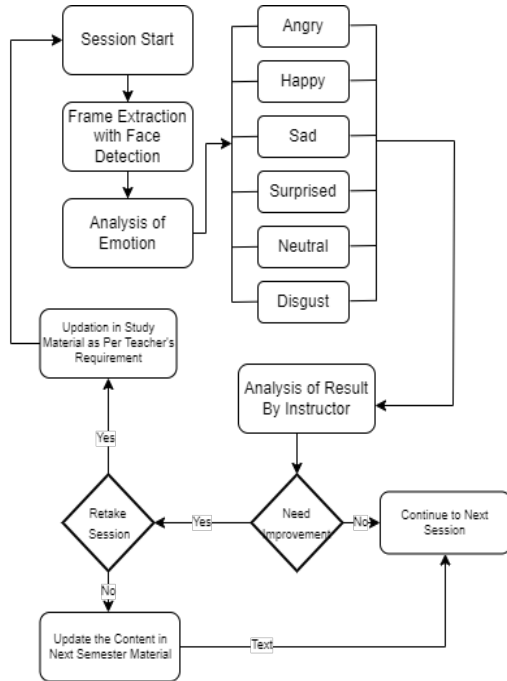 Session Start
Frame Extraction
with Face
Detection
Analysis of
Emotion
Angry
Happy
Sad
Surprised
Neutral
Disgust
Updation in Study
Material as Per Teacher's
Requirement
Analysis of Result
By Instructor
Yes
Retake
Session
Yes
Need
Improvement
No
Continue to Next
Session
No
Update the Content in
Next Semester Material
Text